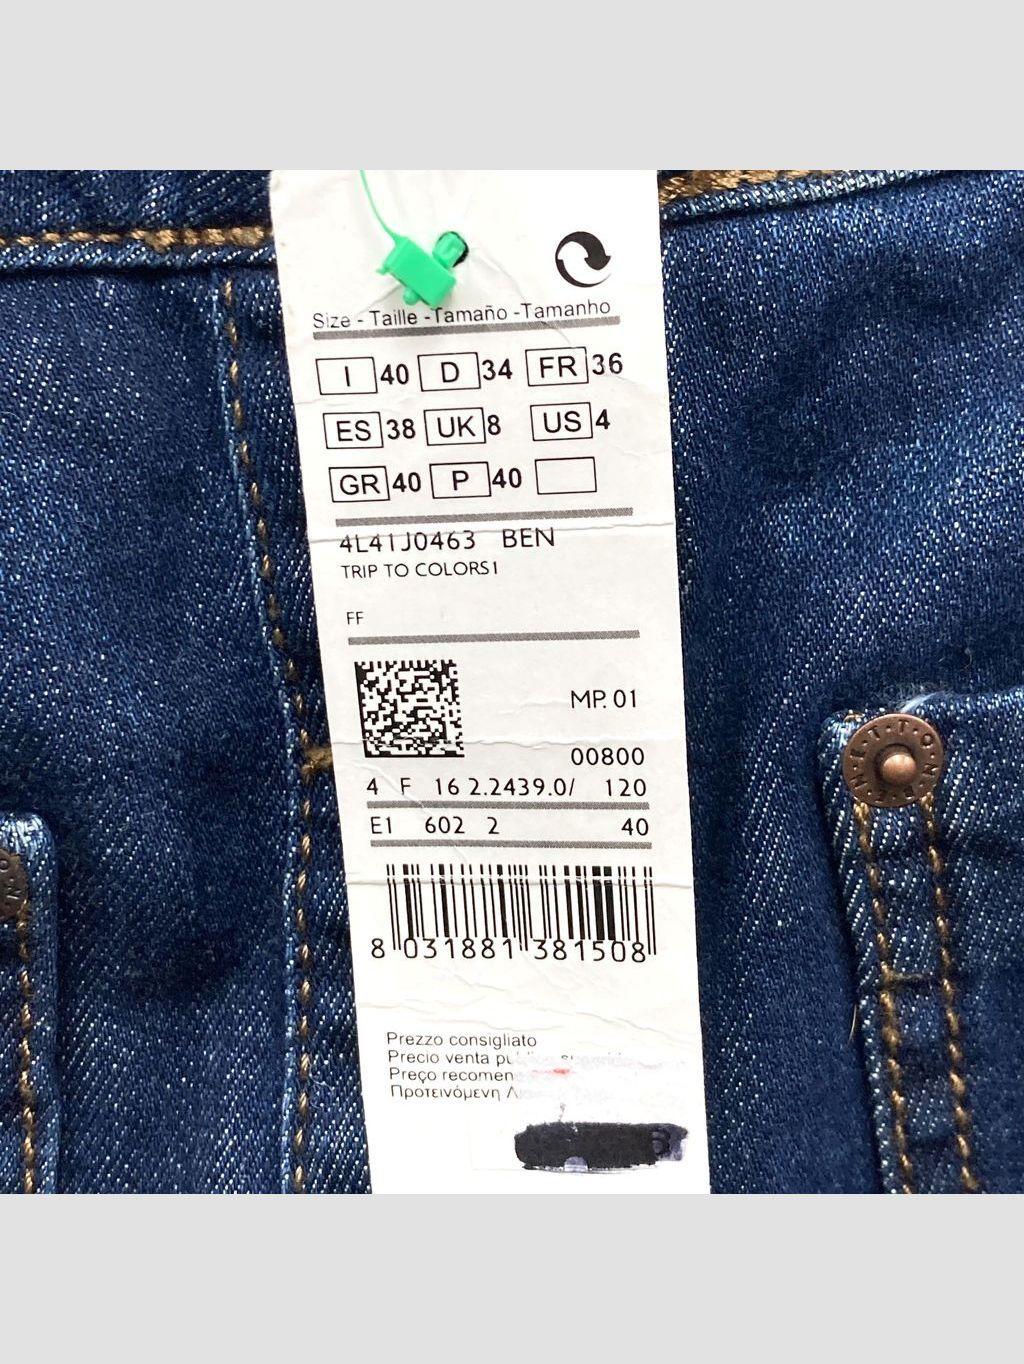 Size - Taille -Tamaño -Tamanho
I 40 D 34 FR 36
ES 38 UK 8 US 4
GR 40 P 40
4L41J0463 BEN
TRIP TO COLORS1
FF
MP. 01
00800
4 F 16 2.2439.0/ 120
E1 602 2 40
8 031881 381508
Prezzo consigliato
Precio venta
Preço
Προτεινόμενη
BENETTON